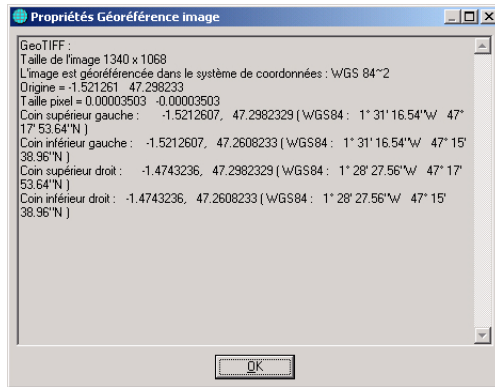 Propriétés Géoréférence image
GeoTIFF :
Taille de l'image 1340 x 1068
L'image est géoréférencée dans le système de coordonnées : WGS 84~2
Origine = -1.521261 47.298233
Taille pixel = 0.00003503 -0.00003503
Coin supérieur gauche : -1.5212607, 47.2982329 ( WGS84 : 1° 31' 16.54''W 47°
17' 53.64''N )
Coin inférieur gauche : -1.5212607, 47.2608233 ( WGS84 : 1° 31' 16.54''W 47° 15'
38.96''N )
Coin supérieur droit : -1.4743236, 47.2982329 ( WGS84 : 1° 28' 27.56''W 47° 17'
53.64''N )
Coin inférieur droit : -1.4743236, 47.2608233 ( WGS84 : 1° 28' 27.56''W 47° 15'
38.96''N )
OK